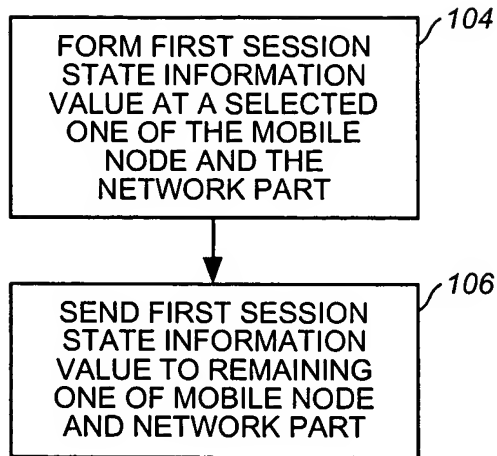 104
FORM FIRST SESSION
STATE INFORMATION
VALUE AT A SELECTED
ONE OF THE MOBILE
NODE AND THE
NETWORK PART
106
SEND FIRST SESSION
STATE INFORMATION
VALUE TO REMAINING
ONE OF MOBILE NODE
AND NETWORK PART